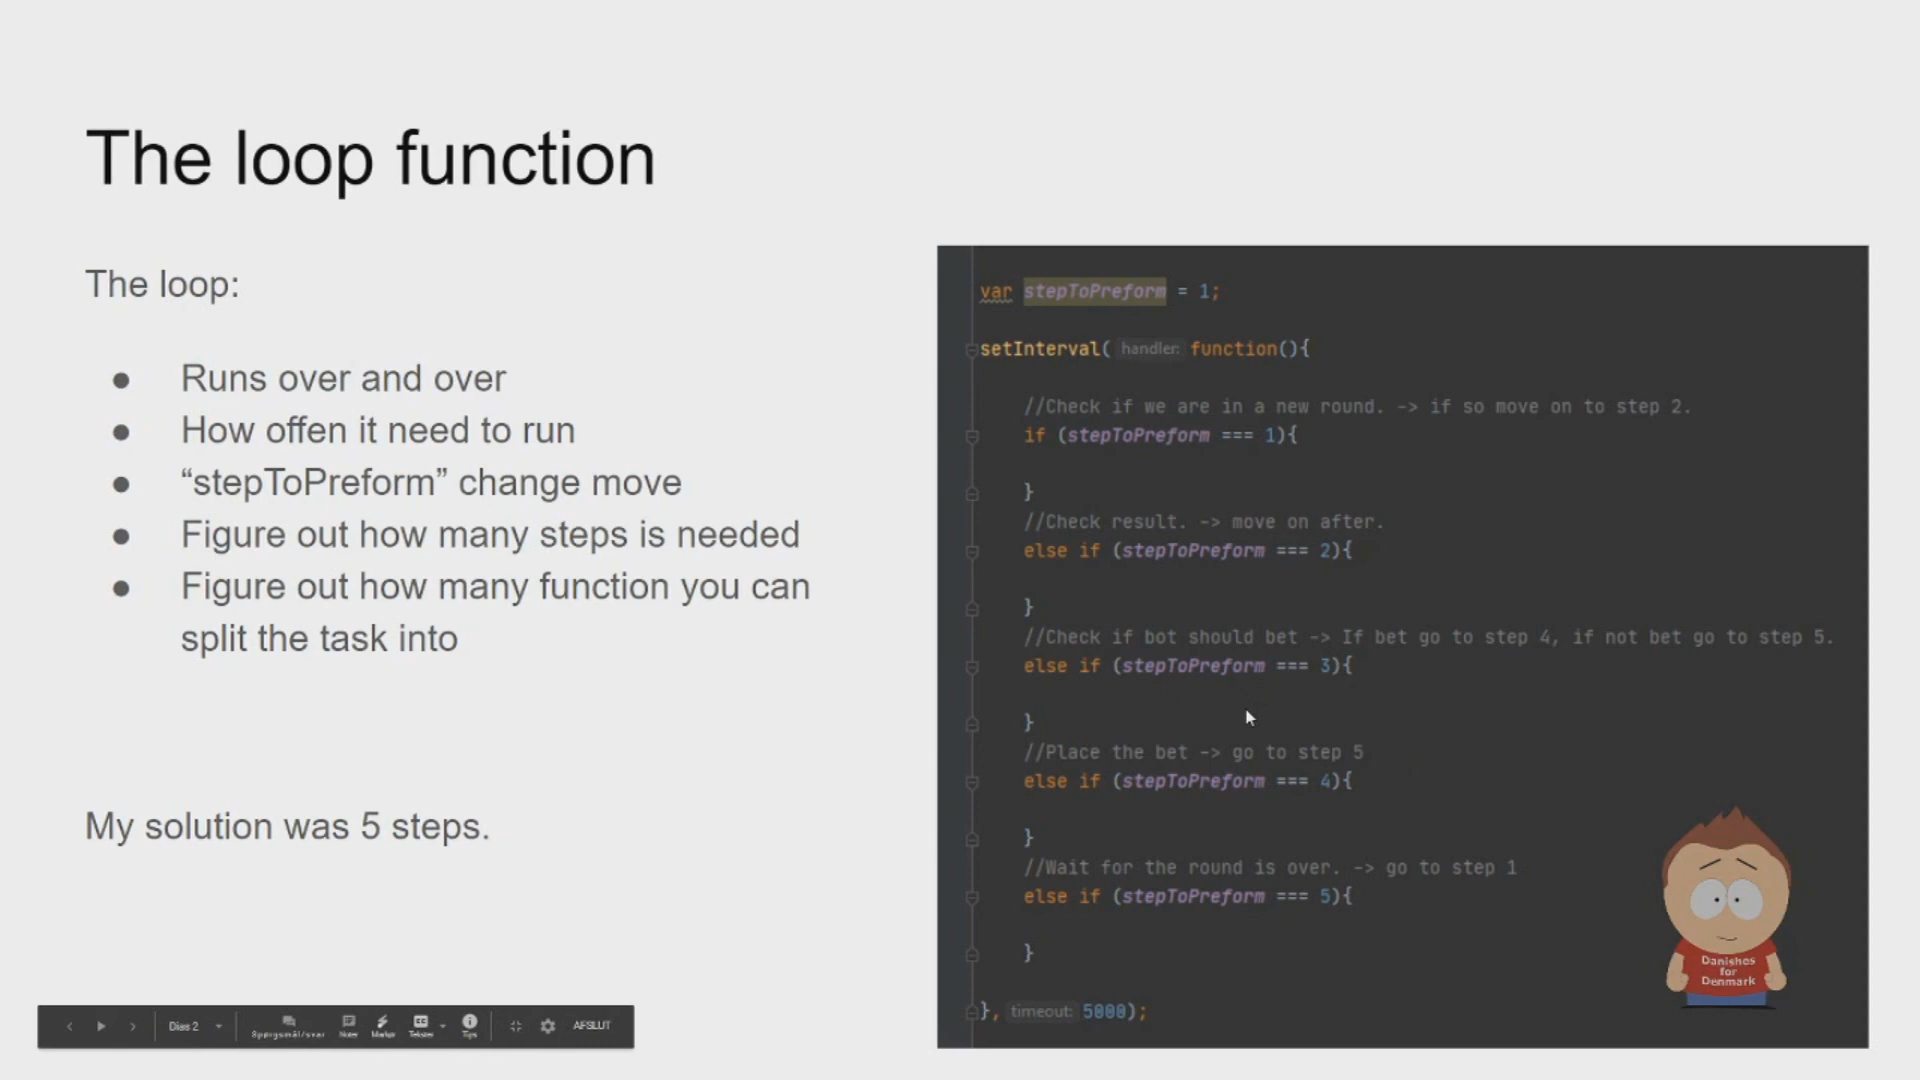 The loop function
The loop:
● Runs over and over
● How offen it need to run
● “stepToPreform” change move
● Figure out how many steps is needed
● Figure out how many function you can
split the task into
My solution was 5 steps.
var stepToPreform = 1;
setInterval( handler: function(){
//Check if we are in a new round. -> if so move on to step 2.
if (stepToPreform === 1){
}
//Check result. -> move on after.
else if (stepToPreform === 2){
}
//Check if bot should bet -> If bet go to step 4, if not bet go to step 5.
else if (stepToPreform === 3){
}
//Place the bet -> go to step 5
else if (stepToPreform === 4){
}
//Wait for the round is over. -> go to step 1
else if (stepToPreform === 5){
}
}, timeout: 5000);
Danishes
for
Denmark
Dias 2 Spørgsmål/svar Noter Markør Tekster Tips AFSLUT